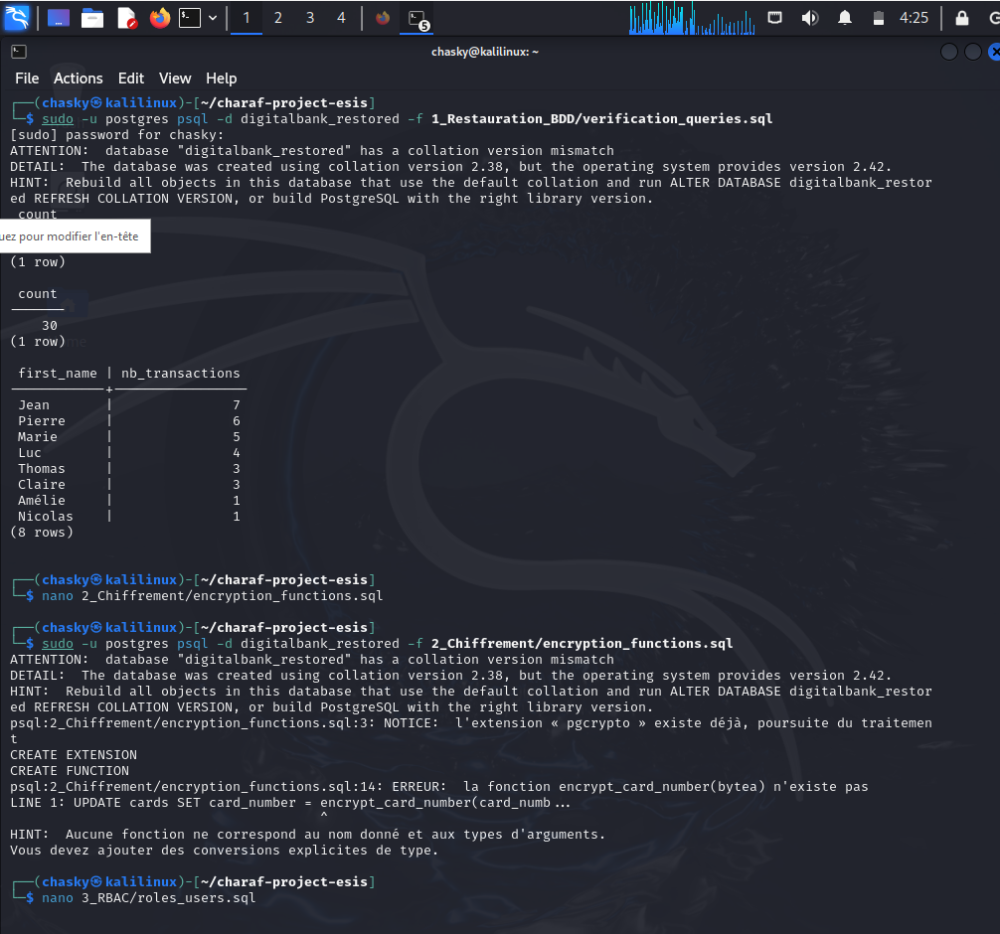 1 2 3 4 5 4:25
chasky@kalilinux: ~
File Actions Edit View Help
┌──(chasky㉿kalilinux)-[~/charaf-project-esis]
└─$ sudo -u postgres psql -d digitalbank_restored -f 1_Restauration_BDD/verification_queries.sql
[sudo] password for chasky:
ATTENTION:  database "digitalbank_restored" has a collation version mismatch
DETAIL:  The database was created using collation version 2.38, but the operating system provides version 2.42.
HINT:  Rebuild all objects in this database that use the default collation and run ALTER DATABASE digitalbank_restor
ed REFRESH COLLATION VERSION, or build PostgreSQL with the right library version.
 count
uez pour modifier l'en-tête
(1 row)
 count
-------
    30
(1 row)
 first_name | nb_transactions
------------+-----------------
 Jean       |               7
 Pierre     |               6
 Marie      |               5
 Luc        |               4
 Thomas     |               3
 Claire     |               3
 Amélie     |               1
 Nicolas    |               1
(8 rows)
┌──(chasky㉿kalilinux)-[~/charaf-project-esis]
└─$ nano 2_Chiffrement/encryption_functions.sql
┌──(chasky㉿kalilinux)-[~/charaf-project-esis]
└─$ sudo -u postgres psql -d digitalbank_restored -f 2_Chiffrement/encryption_functions.sql
ATTENTION:  database "digitalbank_restored" has a collation version mismatch
DETAIL:  The database was created using collation version 2.38, but the operating system provides version 2.42.
HINT:  Rebuild all objects in this database that use the default collation and run ALTER DATABASE digitalbank_restor
ed REFRESH COLLATION VERSION, or build PostgreSQL with the right library version.
psql:2_Chiffrement/encryption_functions.sql:3: NOTICE:  l'extension « pgcrypto » existe déjà, poursuite du traitemen
t
CREATE EXTENSION
CREATE FUNCTION
psql:2_Chiffrement/encryption_functions.sql:14: ERREUR:  la fonction encrypt_card_number(bytea) n'existe pas
LINE 1: UPDATE cards SET card_number = encrypt_card_number(card_numb...
                                       ^
HINT:  Aucune fonction ne correspond au nom donné et aux types d'arguments.
Vous devez ajouter des conversions explicites de type.
┌──(chasky㉿kalilinux)-[~/charaf-project-esis]
└─$ nano 3_RBAC/roles_users.sql